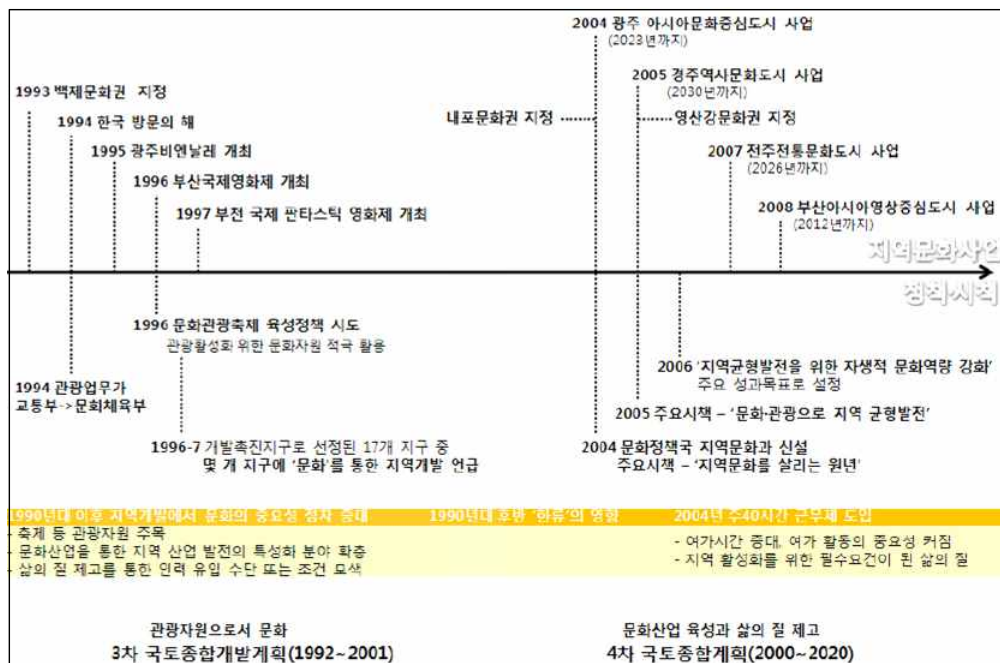 2004 광주 아시아문화중심도시 사업
(2023년까지)
2005 경주역사문화도시 사업
(2030년까지)
1993 백제문화권 지정
내포문화권 지정
영산강문화권 지정
1994 한국 방문의 해
1995 광주비엔날레 개최
2007 전주전통문화도시 사업
(2026년까지)
1996 부산국제영화제 개최
1997 부천 국제 판타스틱 영화제 개최
2008 부산아시아영상중심도시 사업
(2012년까지)
지역문화사업
정책·시책
1996 문화관광축제 육성정책 시도
관광활성화 위한 문화자원 적극 활용
2006 '지역균형발전을 위한 자생적 문화역량 강화'
주요 성과목표로 설정
1994 관광업무가
교통부->문화체육부
2005 주요시책 – '문화·관광으로 지역 균형발전'
1996-7 개발촉진지구로 선정된 17개 지구 중
몇 개 지구에 '문화'를 통한 지역개발 언급
2004 문화정책국 지역문화과 신설
주요시책 – '지역문화를 살리는 원년'
1990년대 이후 지역개발에서 문화의 중요성 점차 증대
1990년대 후반 '한류'의 영향
2004년 주40시간 근무제 도입
- 축제 등 관광자원 주목
- 문화산업을 통한 지역 산업 발전의 특성화 분야 확충
- 삶의 질 제고를 통한 인력 유입 수단 또는 조건 모색
- 여가시간 증대, 여가 활동의 중요성 커짐
- 지역 활성화를 위한 필수요건이 된 삶의 질
관광자원으로서 문화
3차 국토종합개발계획(1992~2001)
문화산업 육성과 삶의 질 제고
4차 국토종합계획(2000~2020)